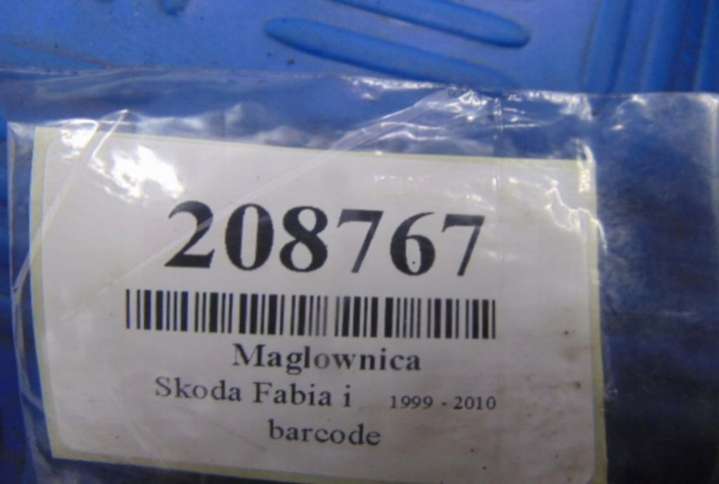 208767
Maglownica
Skoda Fabia i 1999 - 2010
barcode